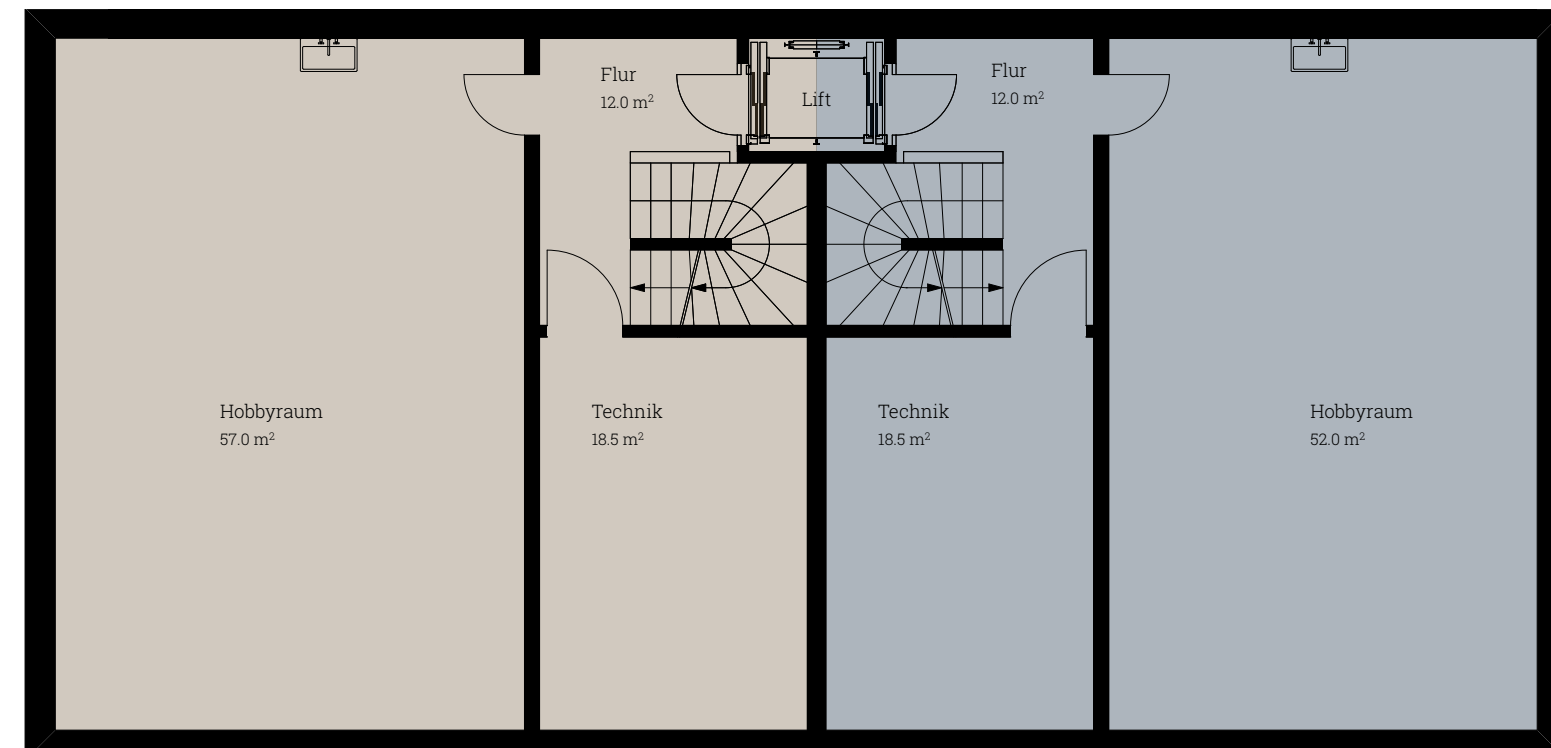 Flur
12.0 m²
Lift
Flur
12.0 m²
Hobbyraum
57.0 m²
Technik
18.5 m²
Technik
18.5 m²
Hobbyraum
52.0 m²